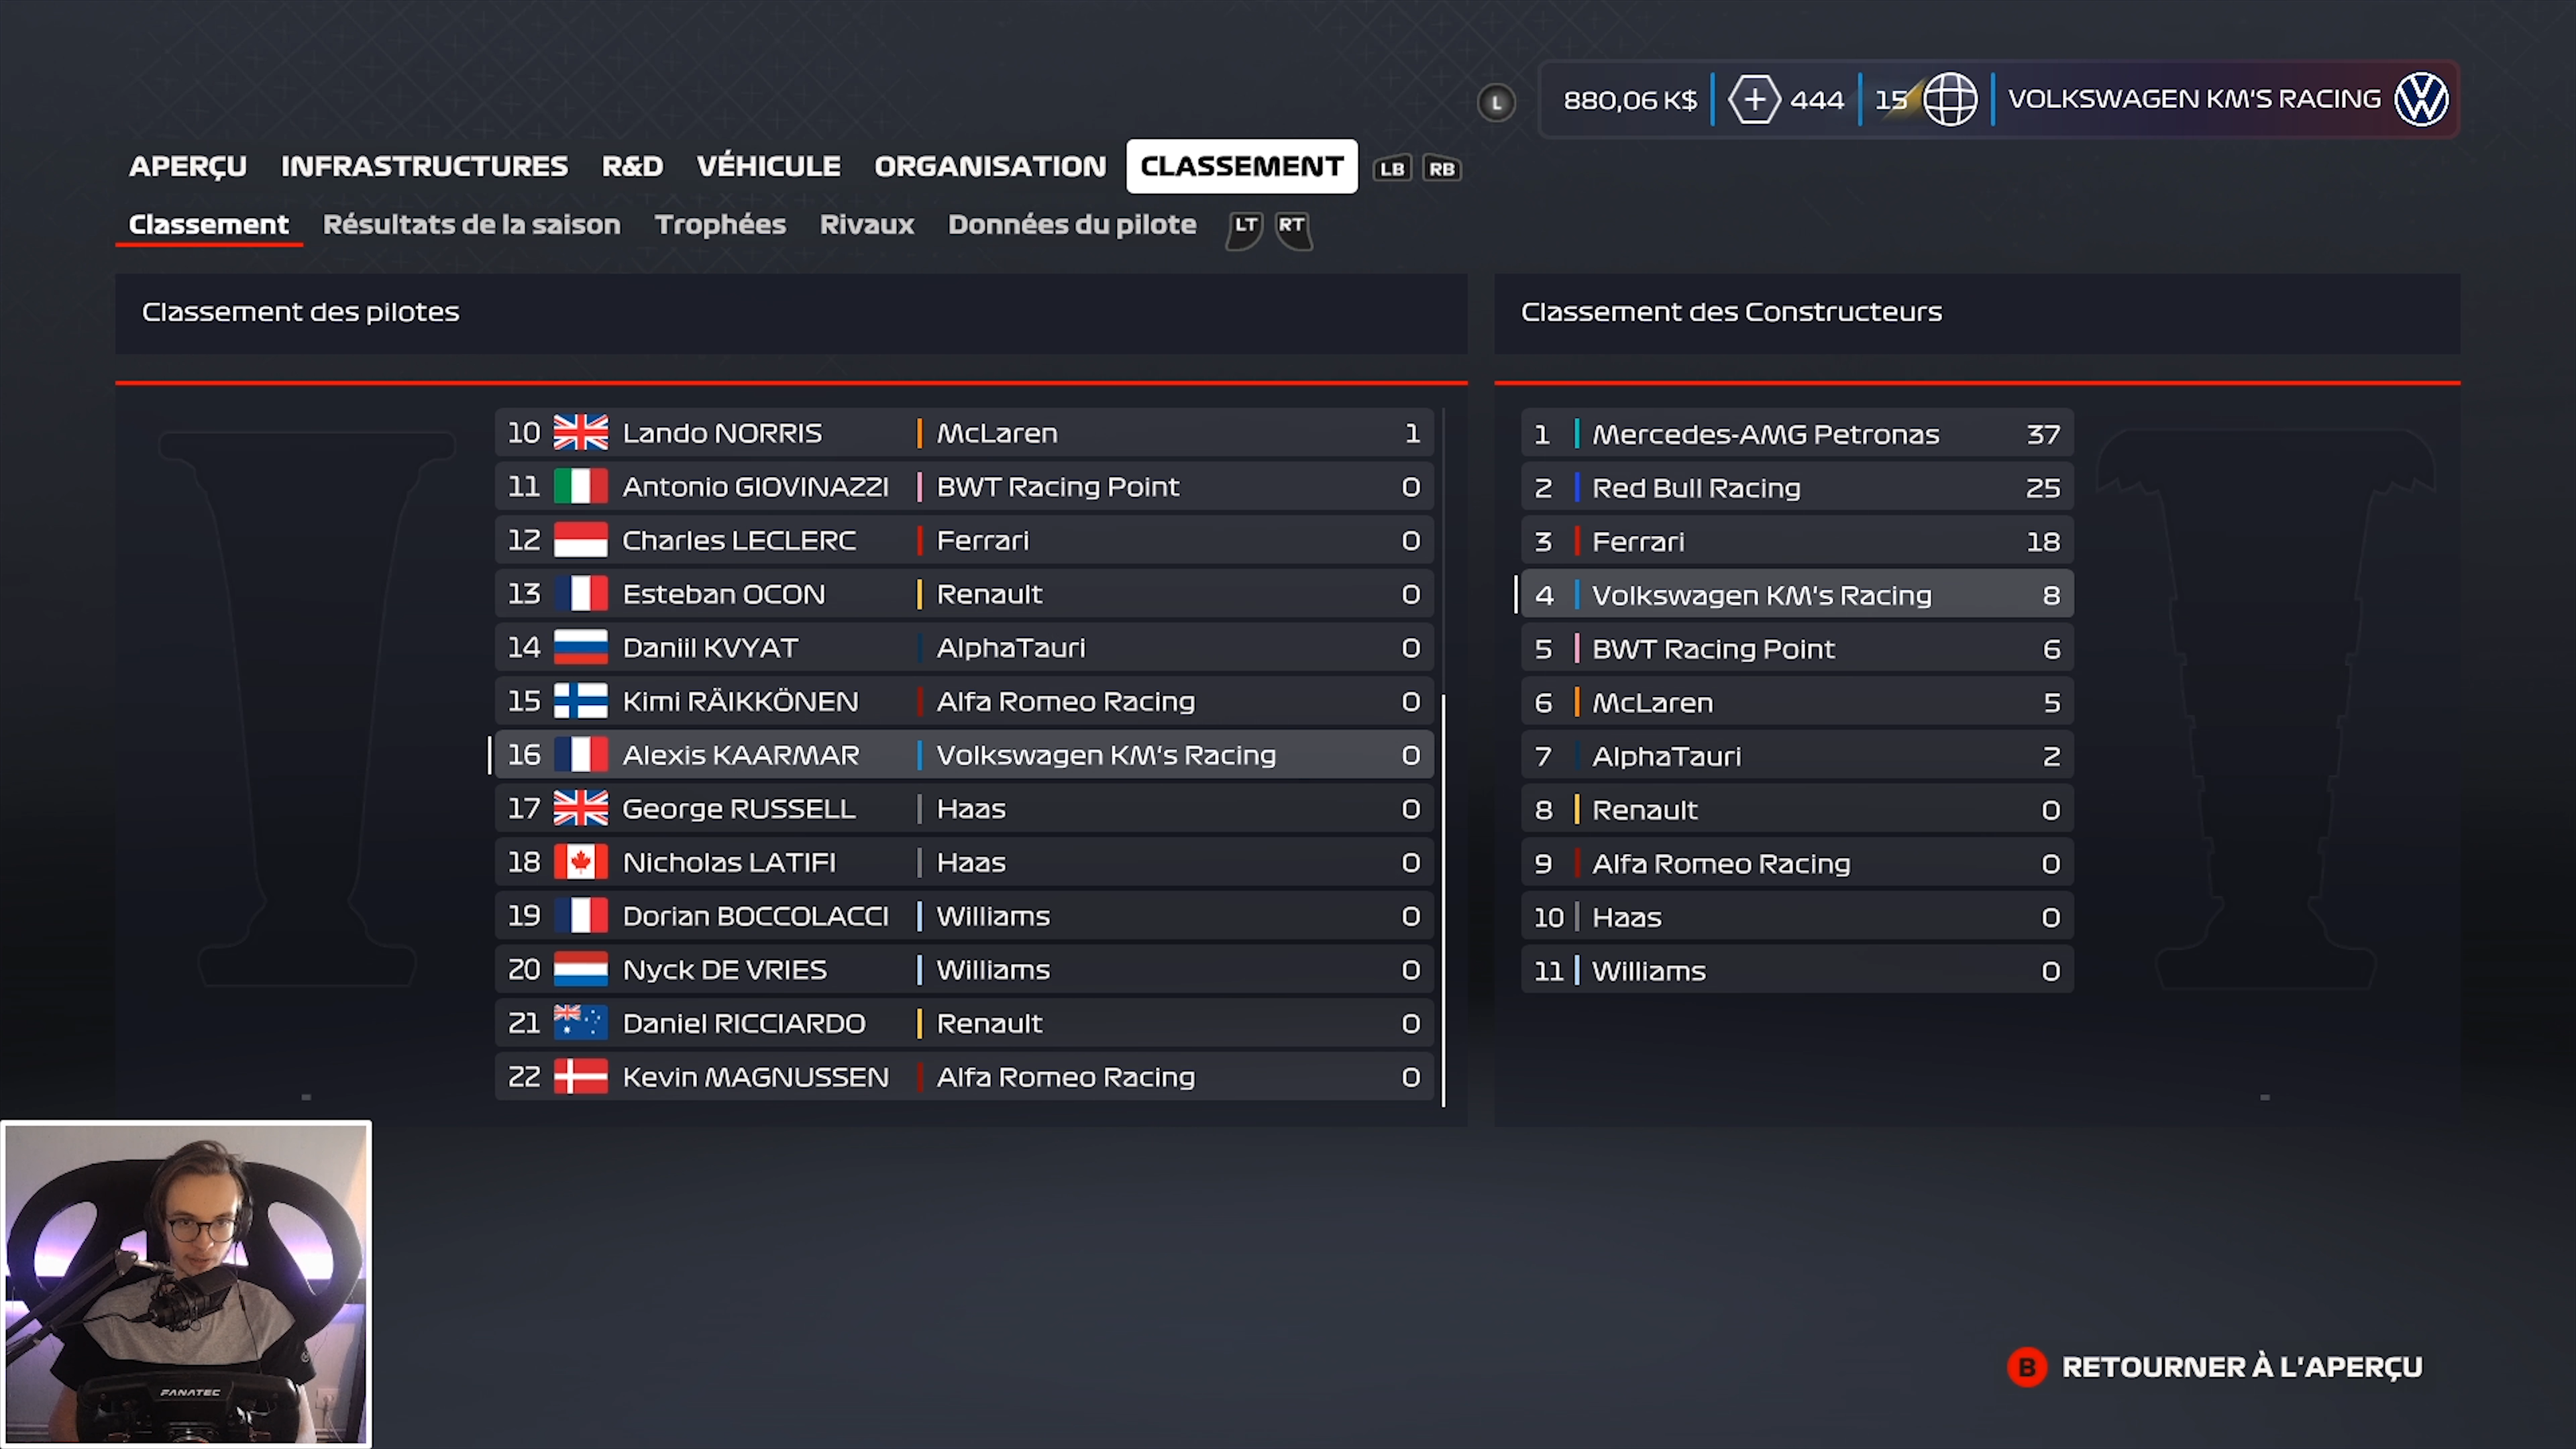 L 880,06 K$ 444 15 VOLKSWAGEN KM'S RACING
APERÇU INFRASTRUCTURES R&D VÉHICULE ORGANISATION CLASSEMENT LB RB
Classement Résultats de la saison Trophées Rivaux Données du pilote LT RT
Classement des pilotes
10 Lando NORRIS McLaren 1
11 Antonio GIOVINAZZI BWT Racing Point 0
12 Charles LECLERC Ferrari 0
13 Esteban OCON Renault 0
14 Daniil KVYAT AlphaTauri 0
15 Kimi RÄIKKÖNEN Alfa Romeo Racing 0
16 Alexis KAARMAR Volkswagen KM's Racing 0
17 George RUSSELL Haas 0
18 Nicholas LATIFI Haas 0
19 Dorian BOCCOLACCI Williams 0
20 Nyck DE VRIES Williams 0
21 Daniel RICCIARDO Renault 0
22 Kevin MAGNUSSEN Alfa Romeo Racing 0
Classement des Constructeurs
1 Mercedes-AMG Petronas 37
2 Red Bull Racing 25
3 Ferrari 18
4 Volkswagen KM's Racing 8
5 BWT Racing Point 6
6 McLaren 5
7 AlphaTauri 2
8 Renault 0
9 Alfa Romeo Racing 0
10 Haas 0
11 Williams 0
FANATEC
B RETOURNER À L'APERÇU